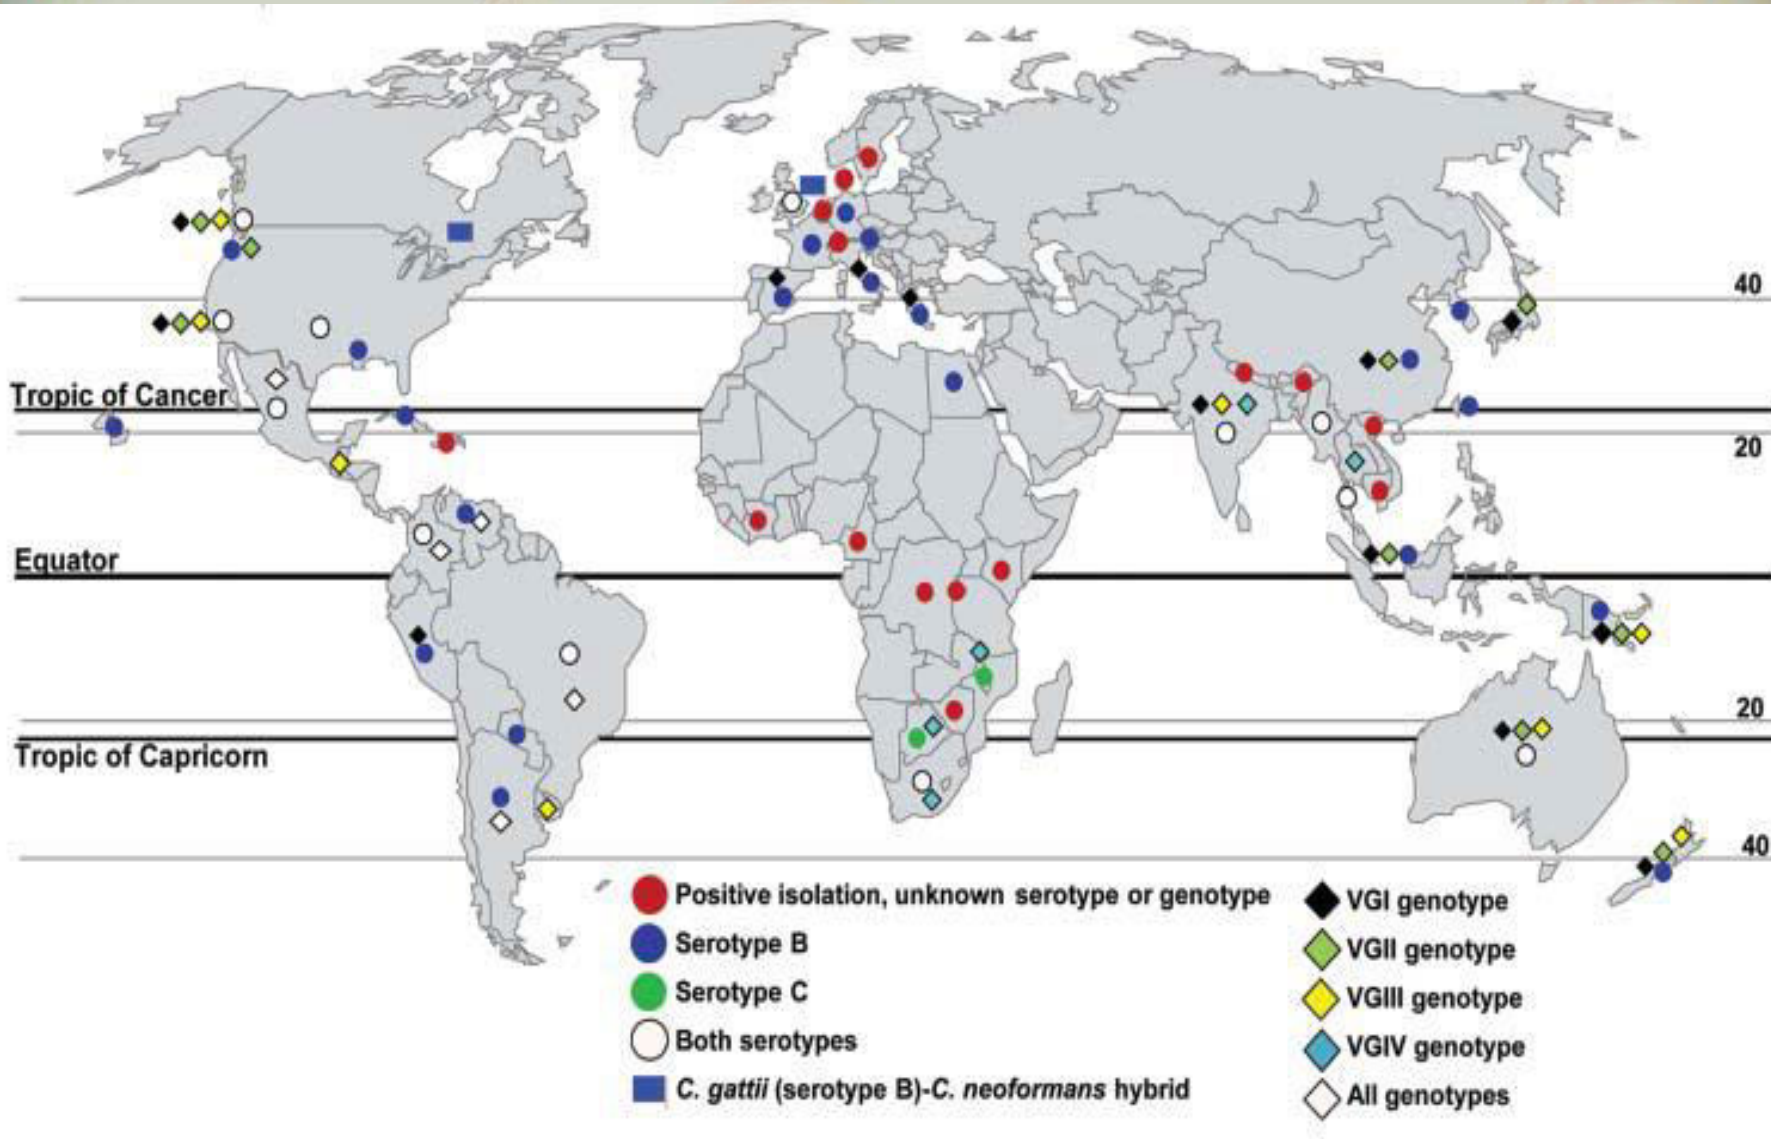 40
Tropic of Cancer
20
Equator
20
Tropic of Capricorn
40
Positive isolation, unknown serotype or genotype
Serotype B
Serotype C
Both serotypes
C. gattii (serotype B)-C. neoformans hybrid
VGI genotype
VGII genotype
VGIII genotype
VGIV genotype
All genotypes